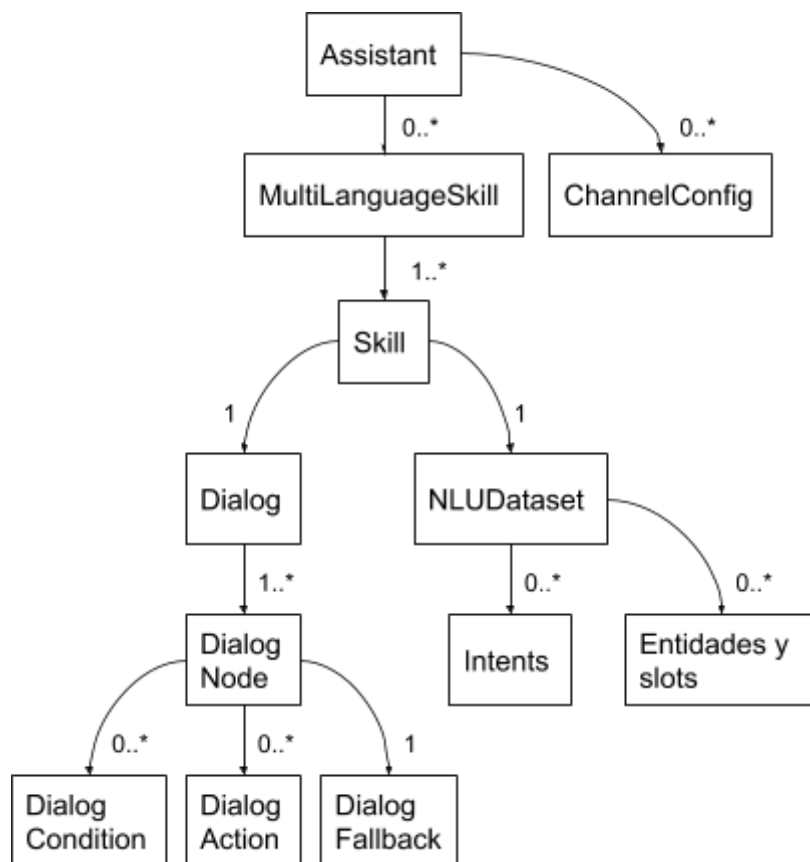 Assistant
0..*
0..*
MultiLanguageSkill
ChannelConfig
1..*
Skill
1
1
Dialog
NLUDataset
1..*
0..*
0..*
Dialog
Node
Intents
Entidades y
slots
0..*
0..*
1
Dialog
Condition
Dialog
Action
Dialog
Fallback